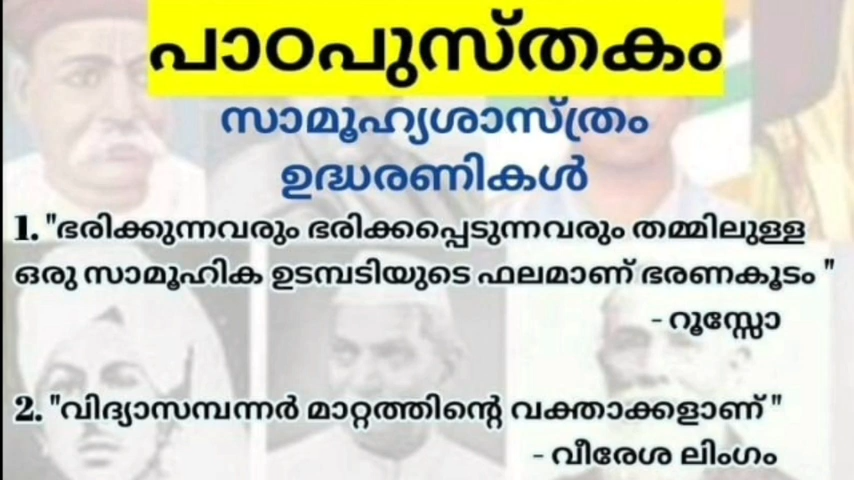 പാഠപുസ്തകം
സാമൂഹ്യശാസ്ത്രം
ഉദ്ധരണികൾ
1. "ഭരിക്കുന്നവരും ഭരിക്കപ്പെടുന്നവരും തമ്മിലുള്ള
ഒരു സാമൂഹിക ഉടമ്പടിയുടെ ഫലമാണ് ഭരണകൂടം "
- റൂസ്സോ
2. "വിദ്യാസമ്പന്നർ മാറ്റത്തിന്റെ വക്താക്കളാണ് "
- വീരേശ ലിംഗം